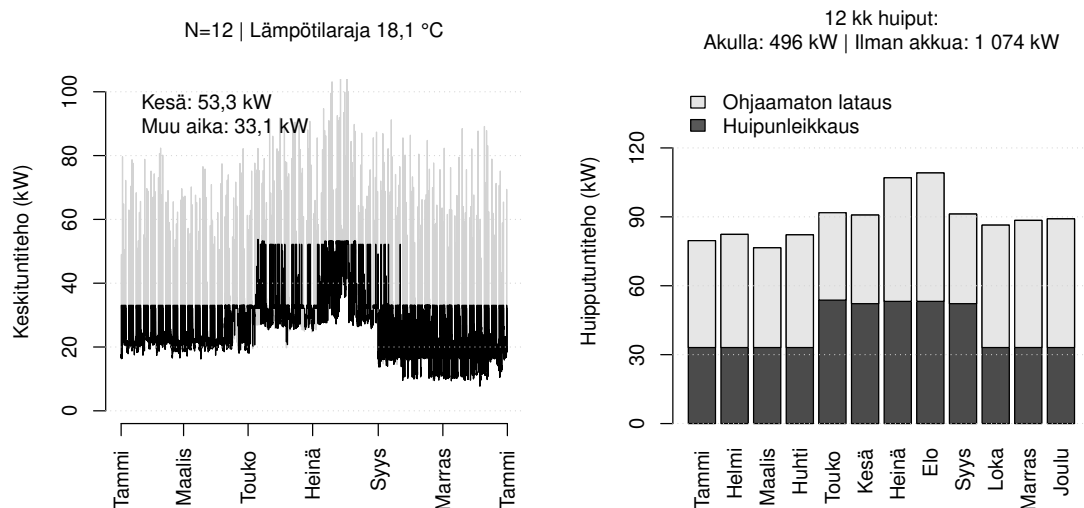 N=12 | Lämpötilaraja 18,1 °C
Kesä: 53,3 kW
Muu aika: 33,1 kW
Keskituntiteho (kW)
100
80
60
40
20
0
Tammi
Maalis
Touko
Heinä
Syys
Marras
Tammi
12 kk huiput:
Akulla: 496 kW | Ilman akkua: 1 074 kW
Ohjaamaton lataus
Huipunleikkaus
Huipputuntiteho (kW)
120
90
60
30
0
Tammi
Helmi
Maalis
Huhti
Touko
Kesä
Heinä
Elo
Syys
Loka
Marras
Joulu